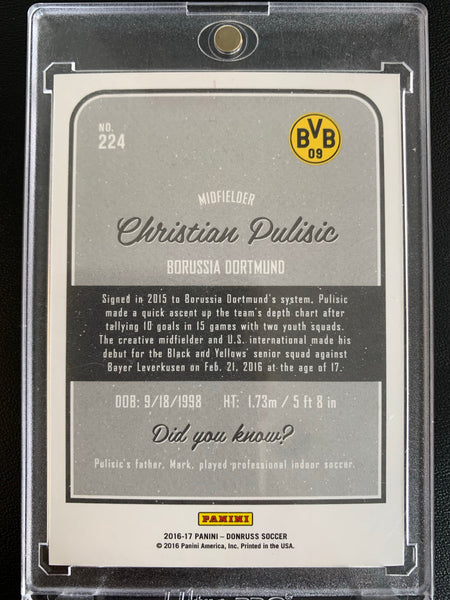 NO.
224
BVB
09
MIDFIELDER
Christian Pulisic
BORUSSIA DORTMUND
Signed in 2015 to Borussia Dortmund's system, Pulisic
made a quick ascent up the team's depth chart after
tallying 10 goals in 15 games with two youth squads.
The creative midfielder and U.S. international made his
debut for the Black and Yellows' senior squad against
Bayer Leverkusen on Feb. 21, 2016 at the age of 17.
DOB: 9/18/1998 HT: 1.73m / 5 ft 8 in
Did you know?
Pulisic's father, Mark, played professional indoor soccer.
PANINI
2016-17 PANINI – DONRUSS SOCCER
© 2016 Panini America, Inc. Printed in the USA.